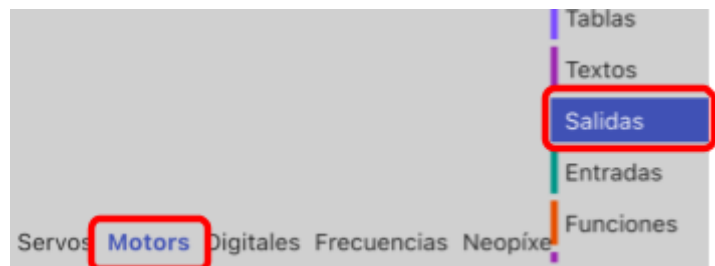 Tablas
Textos
Salidas
Entradas
Funciones
Servos Motors Digitales Frecuencias